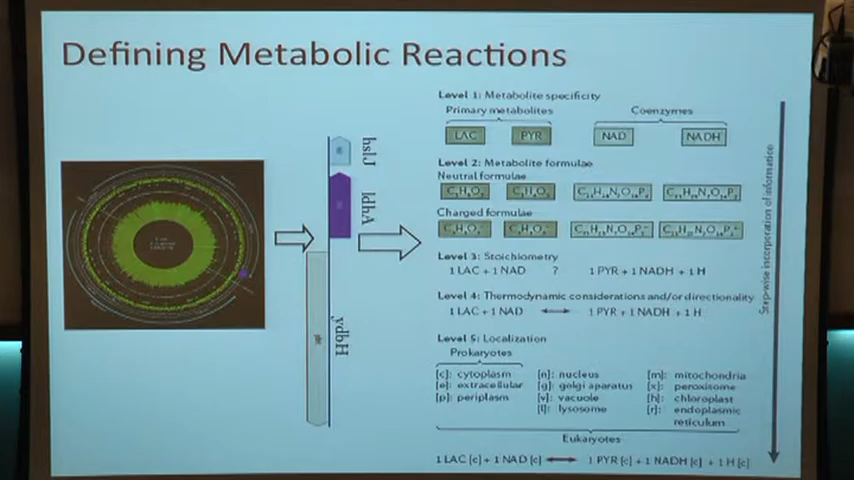 Defining Metabolic Reactions
Level 1: Metabolite specificity
Primary metabolites
Coenzymes
LAC
PYR
NAD
NADH
Level 2: Metabolite formulae
Neutral formulae
Charged formulae
Level 3: Stoichiometry
1 LAC + 1 NAD ? 1 PYR + 1 NADH + 1 H
Level 4: Thermodynamic considerations and/or directionality
1 LAC + 1 NAD 1 PYR + 1 NADH + 1 H
Level 5: Localization
Prokaryotes
[c]: cytoplasm
[e]: extracellular
[p]: periplasm
[n]: nucleus
[g]: golgi aparatus
[v]: vacuole
[l]: lysosome
[m]: mitochondria
[x]: peroxisome
[h]: chloroplast
[r]: endoplasmic
reticulum
Eukaryotes
1 LAC [c] + 1 NAD [c] 1 PYR [c] + 1 NADH [c] + 1 H [c]
Step-wise incorporation of information
hslJ
ldhA
ydbH